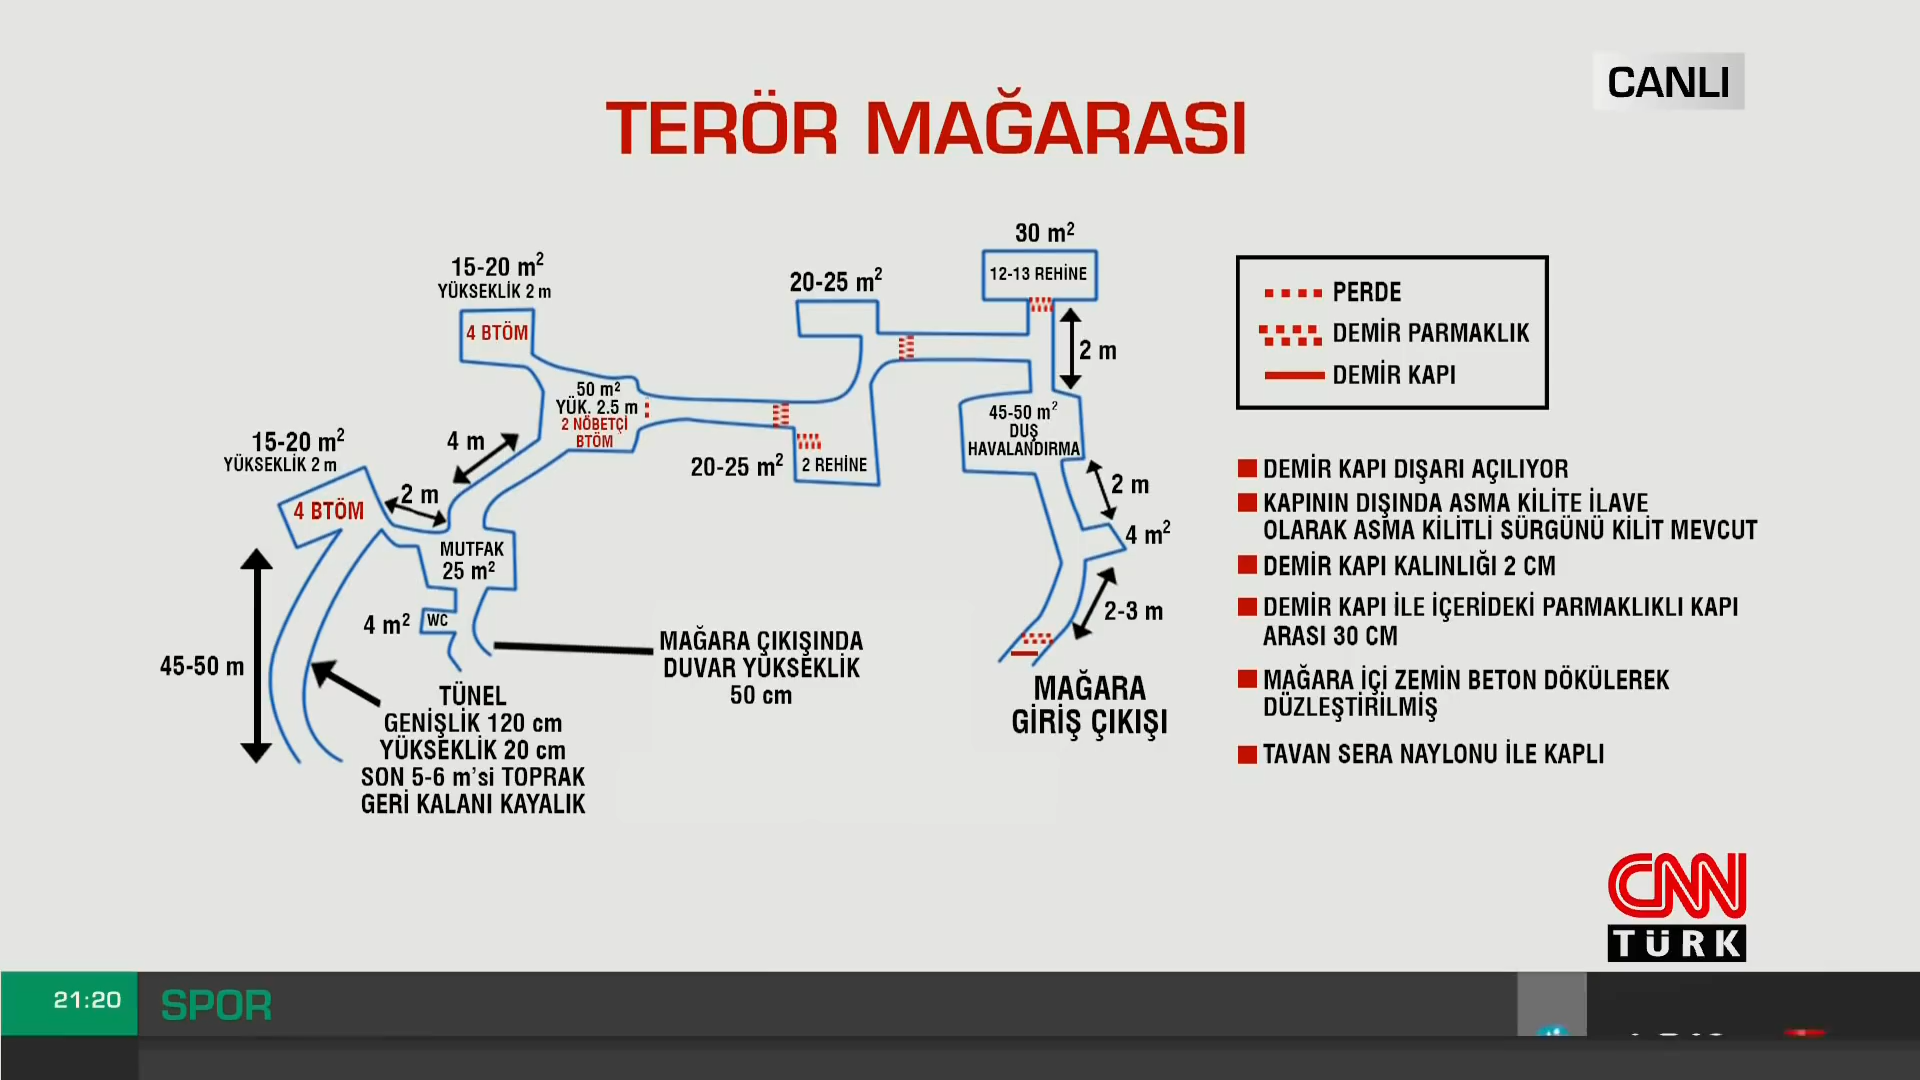 CANLI
TERÖR MAĞARASI
30 m²
12-13 REHİNE
15-20 m²
YÜKSEKLİK 2 m
4 BTÖM
20-25 m²
2 m
PERDE
DEMİR PARMAKLIK
DEMİR KAPI
50 m²
YÜK. 2.5 m
2 NÖBETÇİ
BTÖM
45-50 m²
DUŞ
HAVALANDIRMA
15-20 m²
YÜKSEKLİK 2 m
4 BTÖM
4 m
2 m
20-25 m²
2 REHİNE
2 m
4 m²
2-3 m
MUTFAK
25 m²
4 m²
WC
45-50 m
MAĞARA ÇIKIŞINDA
DUVAR YÜKSEKLİK
50 cm
TÜNEL
GENİŞLİK 120 cm
YÜKSEKLİK 20 cm
SON 5-6 m'si TOPRAK
GERİ KALANI KAYALIK
MAĞARA
GİRİŞ ÇIKIŞI
DEMİR KAPI DIŞARI AÇILIYOR
KAPININ DIŞINDA ASMA KİLİTE İLAVE
OLARAK ASMA KİLİTLİ SÜRGÜNÜ KİLİT MEVCUT
DEMİR KAPI KALINLIĞI 2 CM
DEMİR KAPI İLE İÇERİDEKİ PARMAKLIKLI KAPI
ARASI 30 CM
MAĞARA İÇİ ZEMİN BETON DÖKÜLEREK
DÜZLEŞTİRİLMİŞ
TAVAN SERA NAYLONU İLE KAPLI
CNN
TÜRK
21:20
SPOR